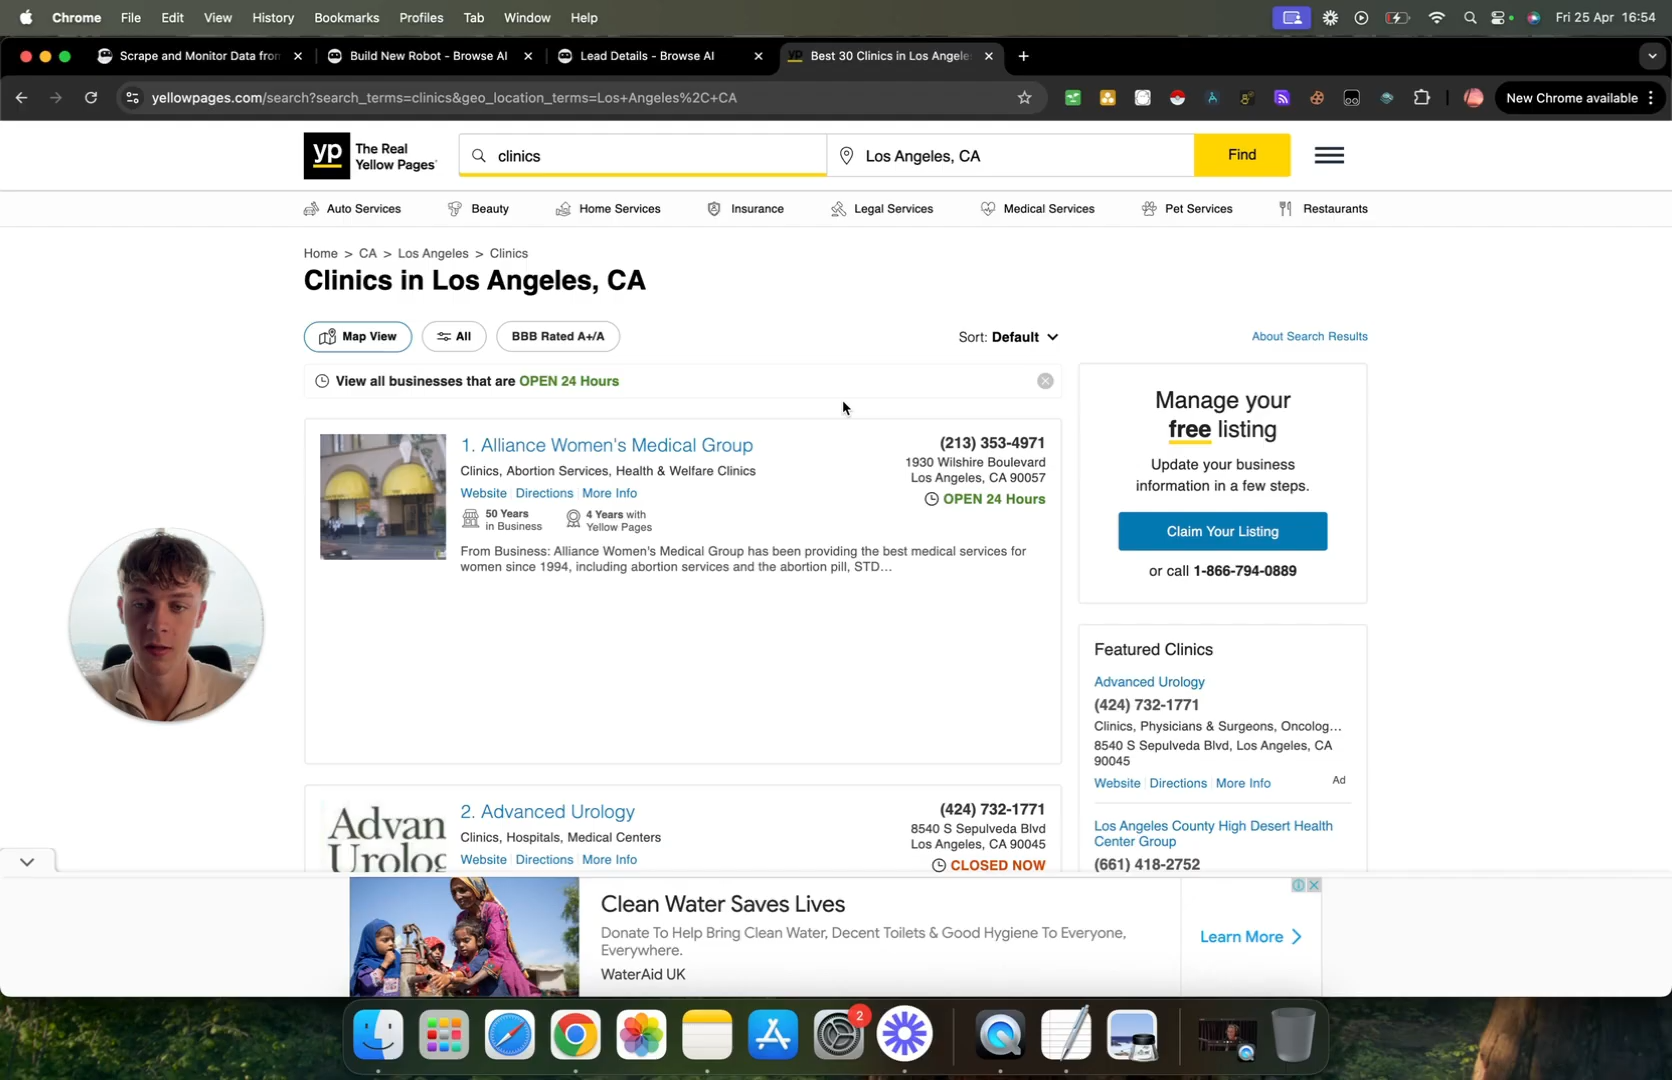 Chrome File Edit View History Bookmarks Profiles Tab Window Help
Fri 25 Apr 16:54
Scrape and Monitor Data from
Build New Robot - Browse AI
Lead Details - Browse AI
Best 30 Clinics in Los Angeles
yellowpages.com/search?search_terms=clinics&geo_location_terms=Los+Angeles%2C+CA
New Chrome available
yp
The Real
Yellow Pages
clinics
Los Angeles, CA
Find
Auto Services
Beauty
Home Services
Insurance
Legal Services
Medical Services
Pet Services
Restaurants
Home > CA > Los Angeles > Clinics
Clinics in Los Angeles, CA
Map View
All
BBB Rated A+/A
Sort: Default
About Search Results
View all businesses that are OPEN 24 Hours
1. Alliance Women's Medical Group
Clinics, Abortion Services, Health & Welfare Clinics
Website Directions More Info
50 Years
in Business
4 Years with
Yellow Pages
From Business: Alliance Women's Medical Group has been providing the best medical services for
women since 1994, including abortion services and the abortion pill, STD...
(213) 353-4971
1930 Wilshire Boulevard
Los Angeles, CA 90057
OPEN 24 Hours
Manage your
free listing
Update your business
information in a few steps.
Claim Your Listing
or call 1-866-794-0889
Advan
Urolog
2. Advanced Urology
Clinics, Hospitals, Medical Centers
Website Directions More Info
(424) 732-1771
8540 S Sepulveda Blvd
Los Angeles, CA 90045
CLOSED NOW
Featured Clinics
Advanced Urology
(424) 732-1771
Clinics, Physicians & Surgeons, Oncolog...
8540 S Sepulveda Blvd, Los Angeles, CA
90045
Website Directions More Info
Ad
Los Angeles County High Desert Health
Center Group
(661) 418-2752
Clean Water Saves Lives
Donate To Help Bring Clean Water, Decent Toilets & Good Hygiene To Everyone,
Everywhere.
WaterAid UK
Learn More
2